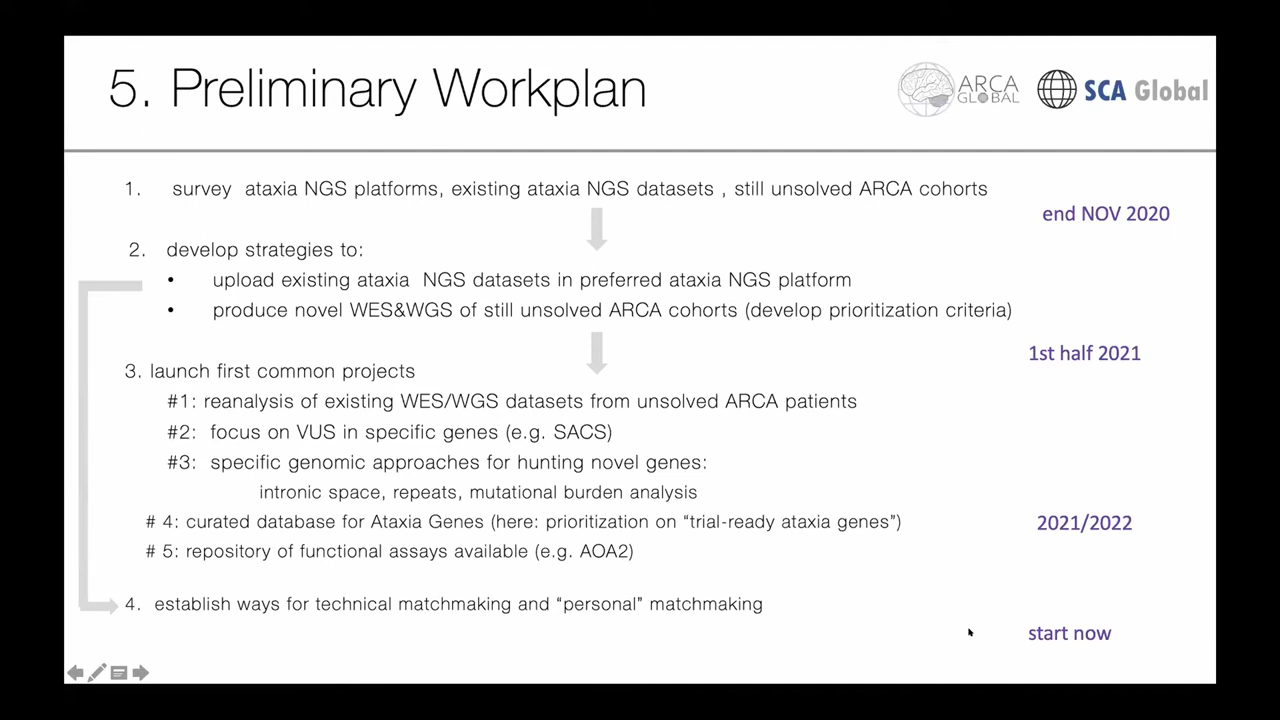 5. Preliminary Workplan
ARCA
GLOBAL
SCA Global
1. survey ataxia NGS platforms, existing ataxia NGS datasets , still unsolved ARCA cohorts
end NOV 2020
2. develop strategies to:
• upload existing ataxia NGS datasets in preferred ataxia NGS platform
• produce novel WES&WGS of still unsolved ARCA cohorts (develop prioritization criteria)
1st half 2021
3. launch first common projects
#1: reanalysis of existing WES/WGS datasets from unsolved ARCA patients
#2: focus on VUS in specific genes (e.g. SACS)
#3: specific genomic approaches for hunting novel genes:
intronic space, repeats, mutational burden analysis
# 4: curated database for Ataxia Genes (here: prioritization on “trial-ready ataxia genes”)
2021/2022
# 5: repository of functional assays available (e.g. AOA2)
4. establish ways for technical matchmaking and “personal” matchmaking
start now